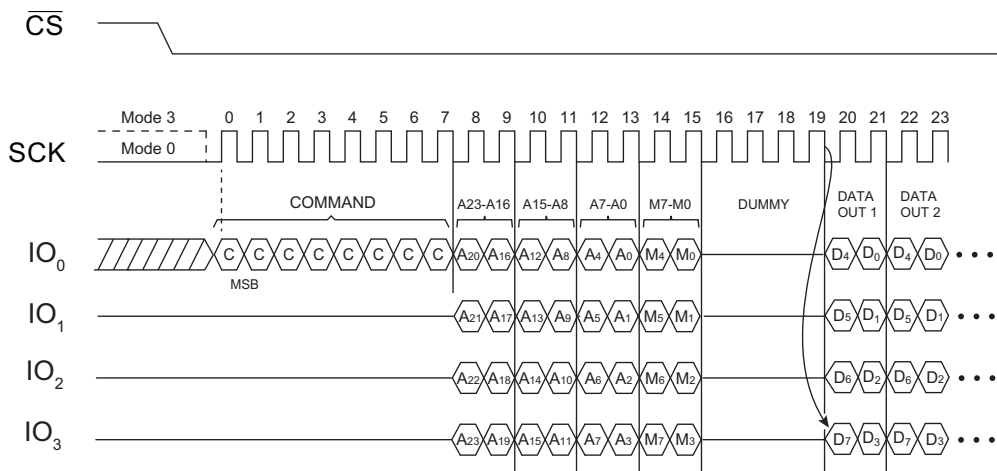 CS
Mode 3 0 1 2 3 4 5 6 7 8 9 10 11 12 13 14 15 16 17 18 19 20 21 22 23
SCK Mode 0
COMMAND A23-A16 A15-A8 A7-A0 M7-M0 DUMMY DATA OUT 1 DATA OUT 2
IO0 C C C C C C C C A20 A16 A12 A8 A4 A0 M4 M0 D4 D0 D4 D0 • • • •
MSB
IO1 A21 A17 A13 A9 A5 A1 M5 M1 D5 D1 D5 D1 • • • •
IO2 A22 A18 A14 A10 A6 A2 M6 M2 D6 D2 D6 D2 • • • •
IO3 A23 A19 A15 A11 A7 A3 M7 M3 D7 D3 D7 D3 • • • •